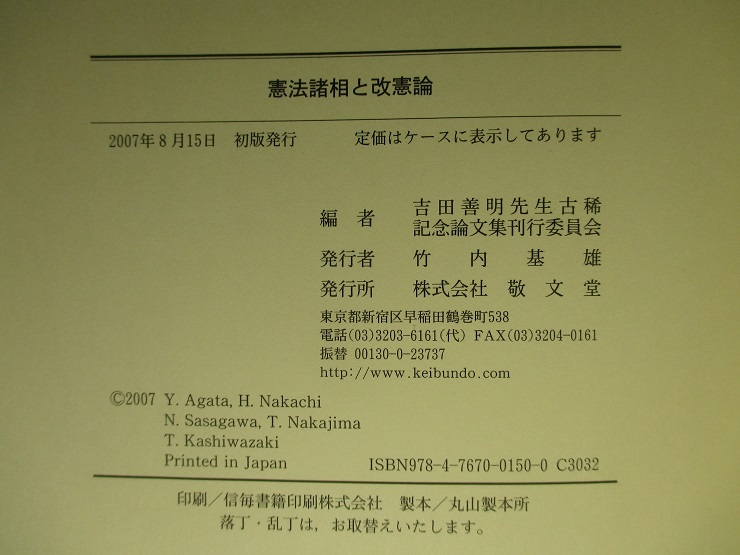 憲法諸相と改憲論
2007年8月15日 初版発行 定価はケースに表示してあります
編者 吉田善明先生古稀
記念論文集刊行委員会
発行者 竹内基雄
発行所 株式会社 敬文堂
東京都新宿区早稲田鶴巻町538
電話(03)3203-6161(代) FAX(03)3204-0161
振替 00130-0-23737
http://www.keibundo.com
©2007 Y. Agata, H. Nakachi
N. Sasagawa, T. Nakajima
T. Kashiwazaki
Printed in Japan ISBN978-4-7670-0150-0 C3032
印刷／信毎書籍印刷株式会社 製本／丸山製本所
落丁・乱丁は，お取替えいたします。